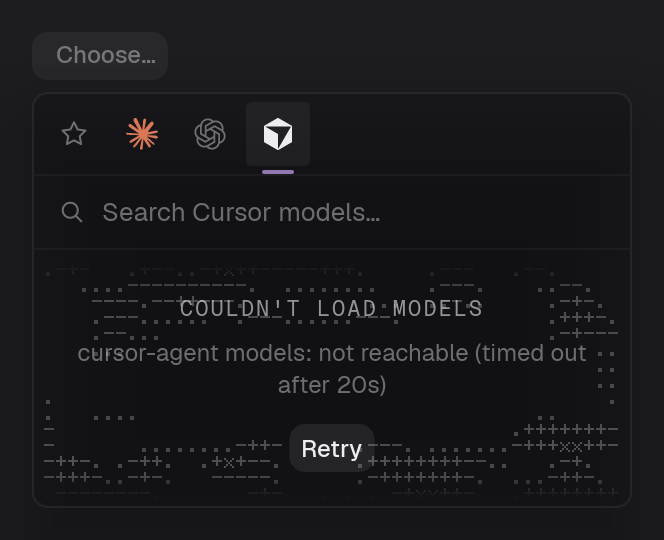 Choose…
Search Cursor models…
COULDN'T LOAD MODELS
cursor-agent models: not reachable (timed out
after 20s)
Retry